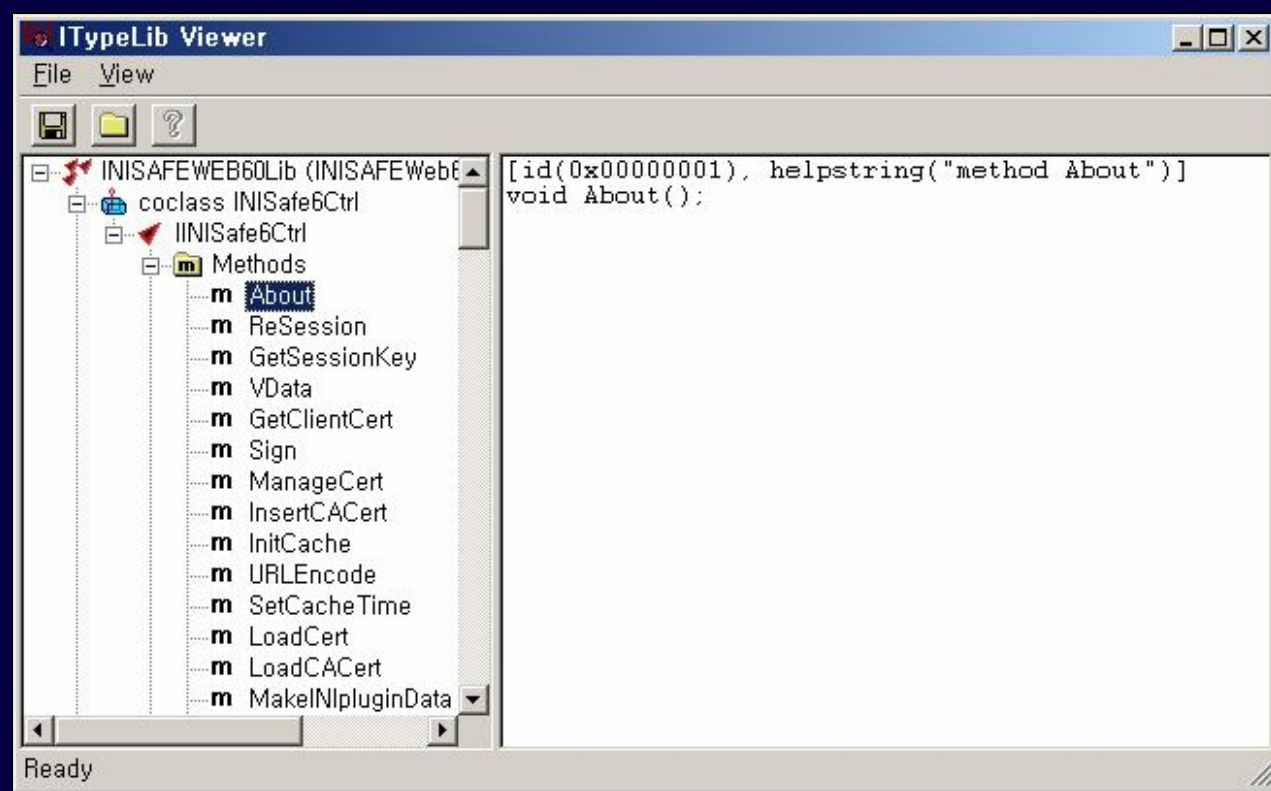 ITypeLib Viewer
File View
INISAFEWEB60Lib (INISAFEWeb6
coclass INISafe6Ctrl
IINISafe6Ctrl
m Methods
m About
m ReSession
m GetSessionKey
m VData
m GetClientCert
m Sign
m ManageCert
m InsertCACert
m InitCache
m URLEncode
m SetCacheTime
m LoadCert
m LoadCACert
m MakeINIpluginData
[id(0x00000001), helpstring("method About")]
void About();
Ready